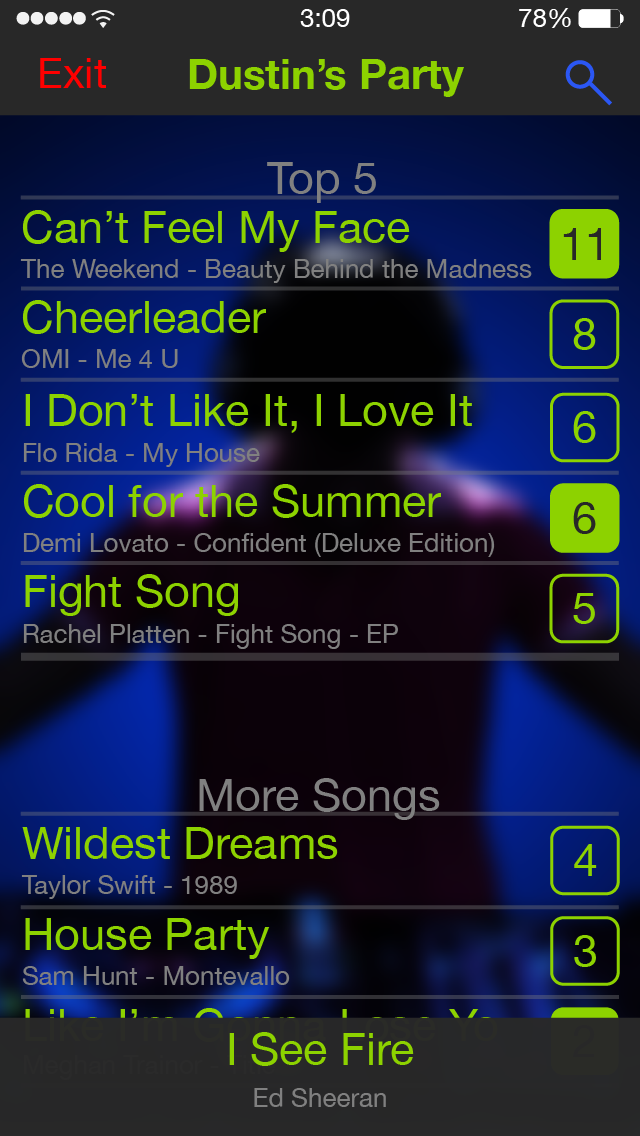 3:09 78%
Exit Dustin’s Party
Top 5
Can’t Feel My Face 11
The Weekend - Beauty Behind the Madness
Cheerleader 8
OMI - Me 4 U
I Don’t Like It, I Love It 6
Flo Rida - My House
Cool for the Summer 6
Demi Lovato - Confident (Deluxe Edition)
Fight Song 5
Rachel Platten - Fight Song - EP
More Songs
Wildest Dreams 4
Taylor Swift - 1989
House Party 3
Sam Hunt - Montevallo
Like I’m Gonna Lose Yo 2
Meghan Trainor -
I See Fire
Ed Sheeran